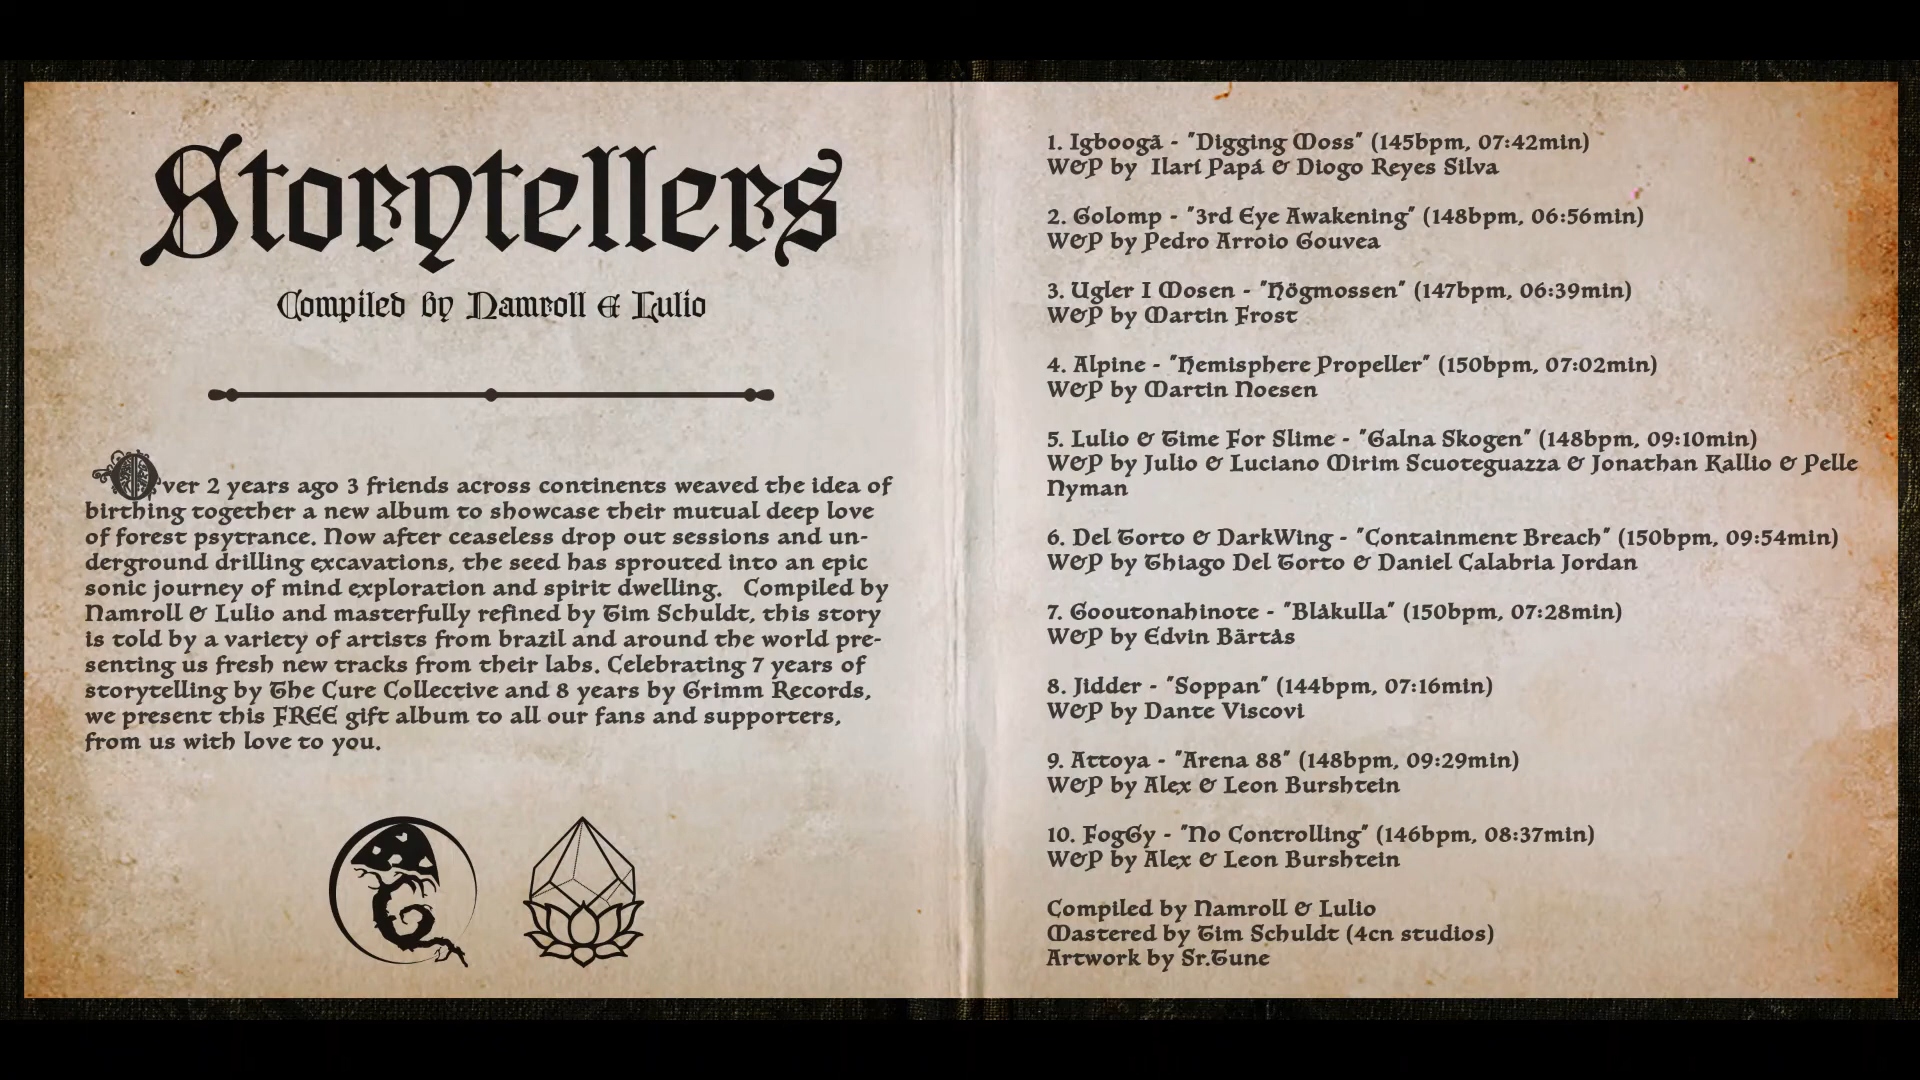 Storytellers
Compiled by Namroll & Lulio
Over 2 years ago 3 friends across continents weaved the idea of
birthing together a new album to showcase their mutual deep love
of forest psytrance. Now after ceaseless drop out sessions and un-
derground drilling excavations, the seed has sprouted into an epic
sonic journey of mind exploration and spirit dwelling.   Compiled by
Namroll & Lulio and masterfully refined by Tim Schuldt, this story
is told by a variety of artists from brazil and around the world pre-
senting us fresh new tracks from their labs. Celebrating 7 years of
storytelling by The Cure Collective and 8 years by Grimm Records,
we present this FREE gift album to all our fans and supporters,
from us with love to you.
1. Igboogã - "Digging Moss" (145bpm, 07:42min)
W&P by  Ilarí Papá & Diogo Reyes Silva
2. Golomp - "3rd Eye Awakening" (148bpm, 06:56min)
W&P by Pedro Arroio Gouvea
3. Ugler I Mosen - "Högmossen" (147bpm, 06:39min)
W&P by Martin Frost
4. Alpine - "Hemisphere Propeller" (150bpm, 07:02min)
W&P by Martin Noesen
5. Lulio & Time For Slime - "Galna Skogen" (148bpm, 09:10min)
W&P by Julio & Luciano Mirim Scuoteguazza & Jonathan Kallio & Pelle
Nyman
6. Del Torto & DarkWing - "Containment Breach" (150bpm, 09:54min)
W&P by Thiago Del Torto & Daniel Calabria Jordan
7. Gooutonahinote - "Blåkulla" (150bpm, 07:28min)
W&P by Edvin Bärtås
8. Jidder - "Soppan" (144bpm, 07:16min)
W&P by Dante Viscovi
9. Attoya - "Arena 88" (148bpm, 09:29min)
W&P by Alex & Leon Burshtein
10. FogGy - "No Controlling" (146bpm, 08:37min)
W&P by Alex & Leon Burshtein
Compiled by Namroll & Lulio
Mastered by Tim Schuldt (4cn studios)
Artwork by Sr.Tune